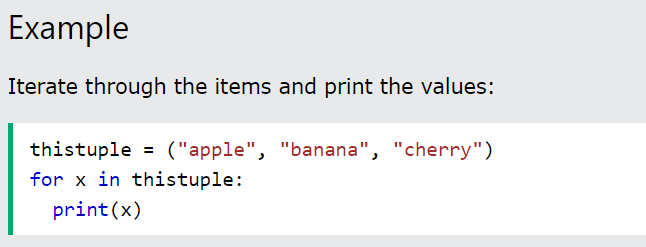 Example
Iterate through the items and print the values:
thistuple = ("apple", "banana", "cherry")
for x in thistuple:
  print(x)